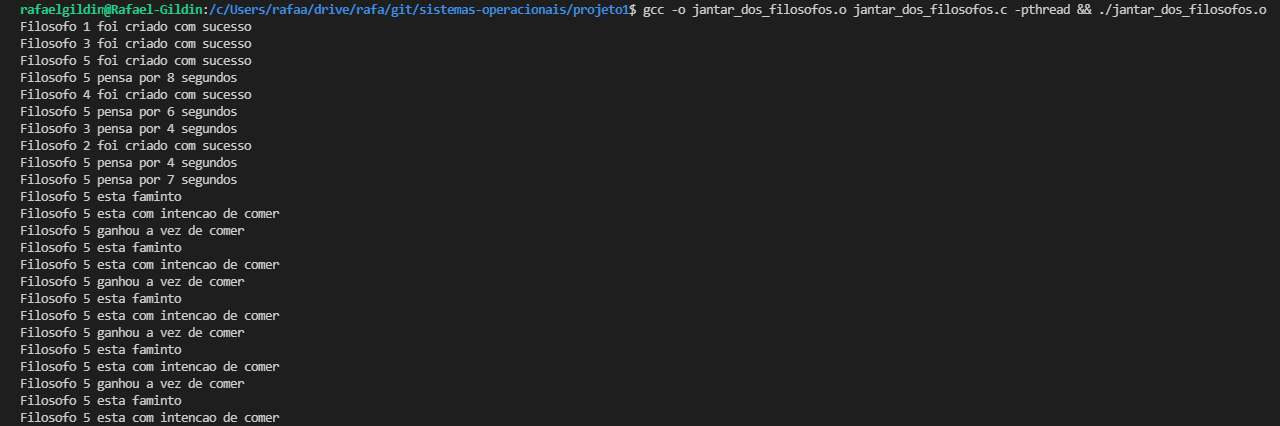 rafaelgildin@Rafael-Gildin:/c/Users/rafaa/drive/rafa/git/sistemas-operacionais/projeto1$ gcc -o jantar_dos_filosofos.o jantar_dos_filosofos.c -pthread && ./jantar_dos_filosofos.o
Filosofo 1 foi criado com sucesso
Filosofo 3 foi criado com sucesso
Filosofo 5 foi criado com sucesso
Filosofo 5 pensa por 8 segundos
Filosofo 4 foi criado com sucesso
Filosofo 5 pensa por 6 segundos
Filosofo 3 pensa por 4 segundos
Filosofo 2 foi criado com sucesso
Filosofo 5 pensa por 4 segundos
Filosofo 5 pensa por 7 segundos
Filosofo 5 esta faminto
Filosofo 5 esta com intencao de comer
Filosofo 5 ganhou a vez de comer
Filosofo 5 esta faminto
Filosofo 5 esta com intencao de comer
Filosofo 5 ganhou a vez de comer
Filosofo 5 esta faminto
Filosofo 5 esta com intencao de comer
Filosofo 5 ganhou a vez de comer
Filosofo 5 esta faminto
Filosofo 5 esta com intencao de comer
Filosofo 5 ganhou a vez de comer
Filosofo 5 esta faminto
Filosofo 5 esta com intencao de comer